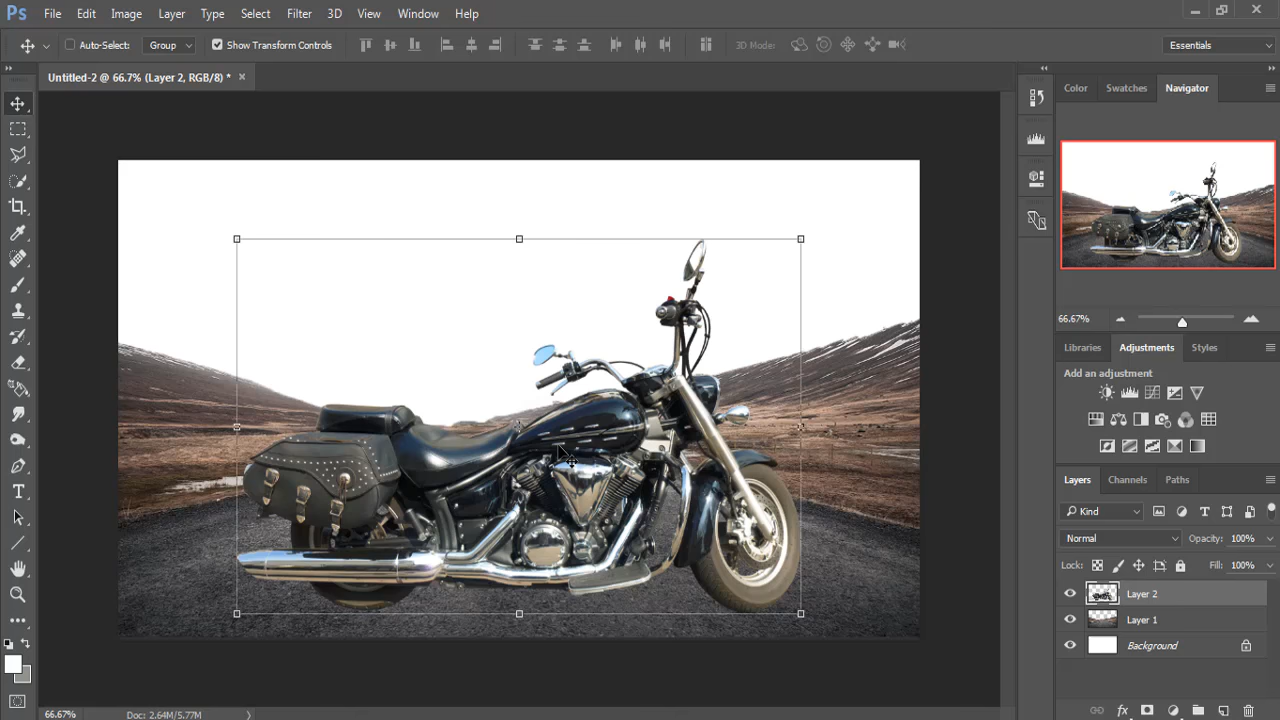 Ps File Edit Image Layer Type Select Filter 3D View Window Help
Auto-Select: Group Show Transform Controls 3D Mode: Essentials
Untitled-2 @ 66.7% (Layer 2, RGB/8) *
Color Swatches Navigator
66.67%
Libraries Adjustments Styles
Add an adjustment
Layers Channels Paths
Kind
Normal Opacity: 100%
Lock: Fill: 100%
Layer 2
Layer 1
Background
66.67% Doc: 2.64M/5.77M
fx